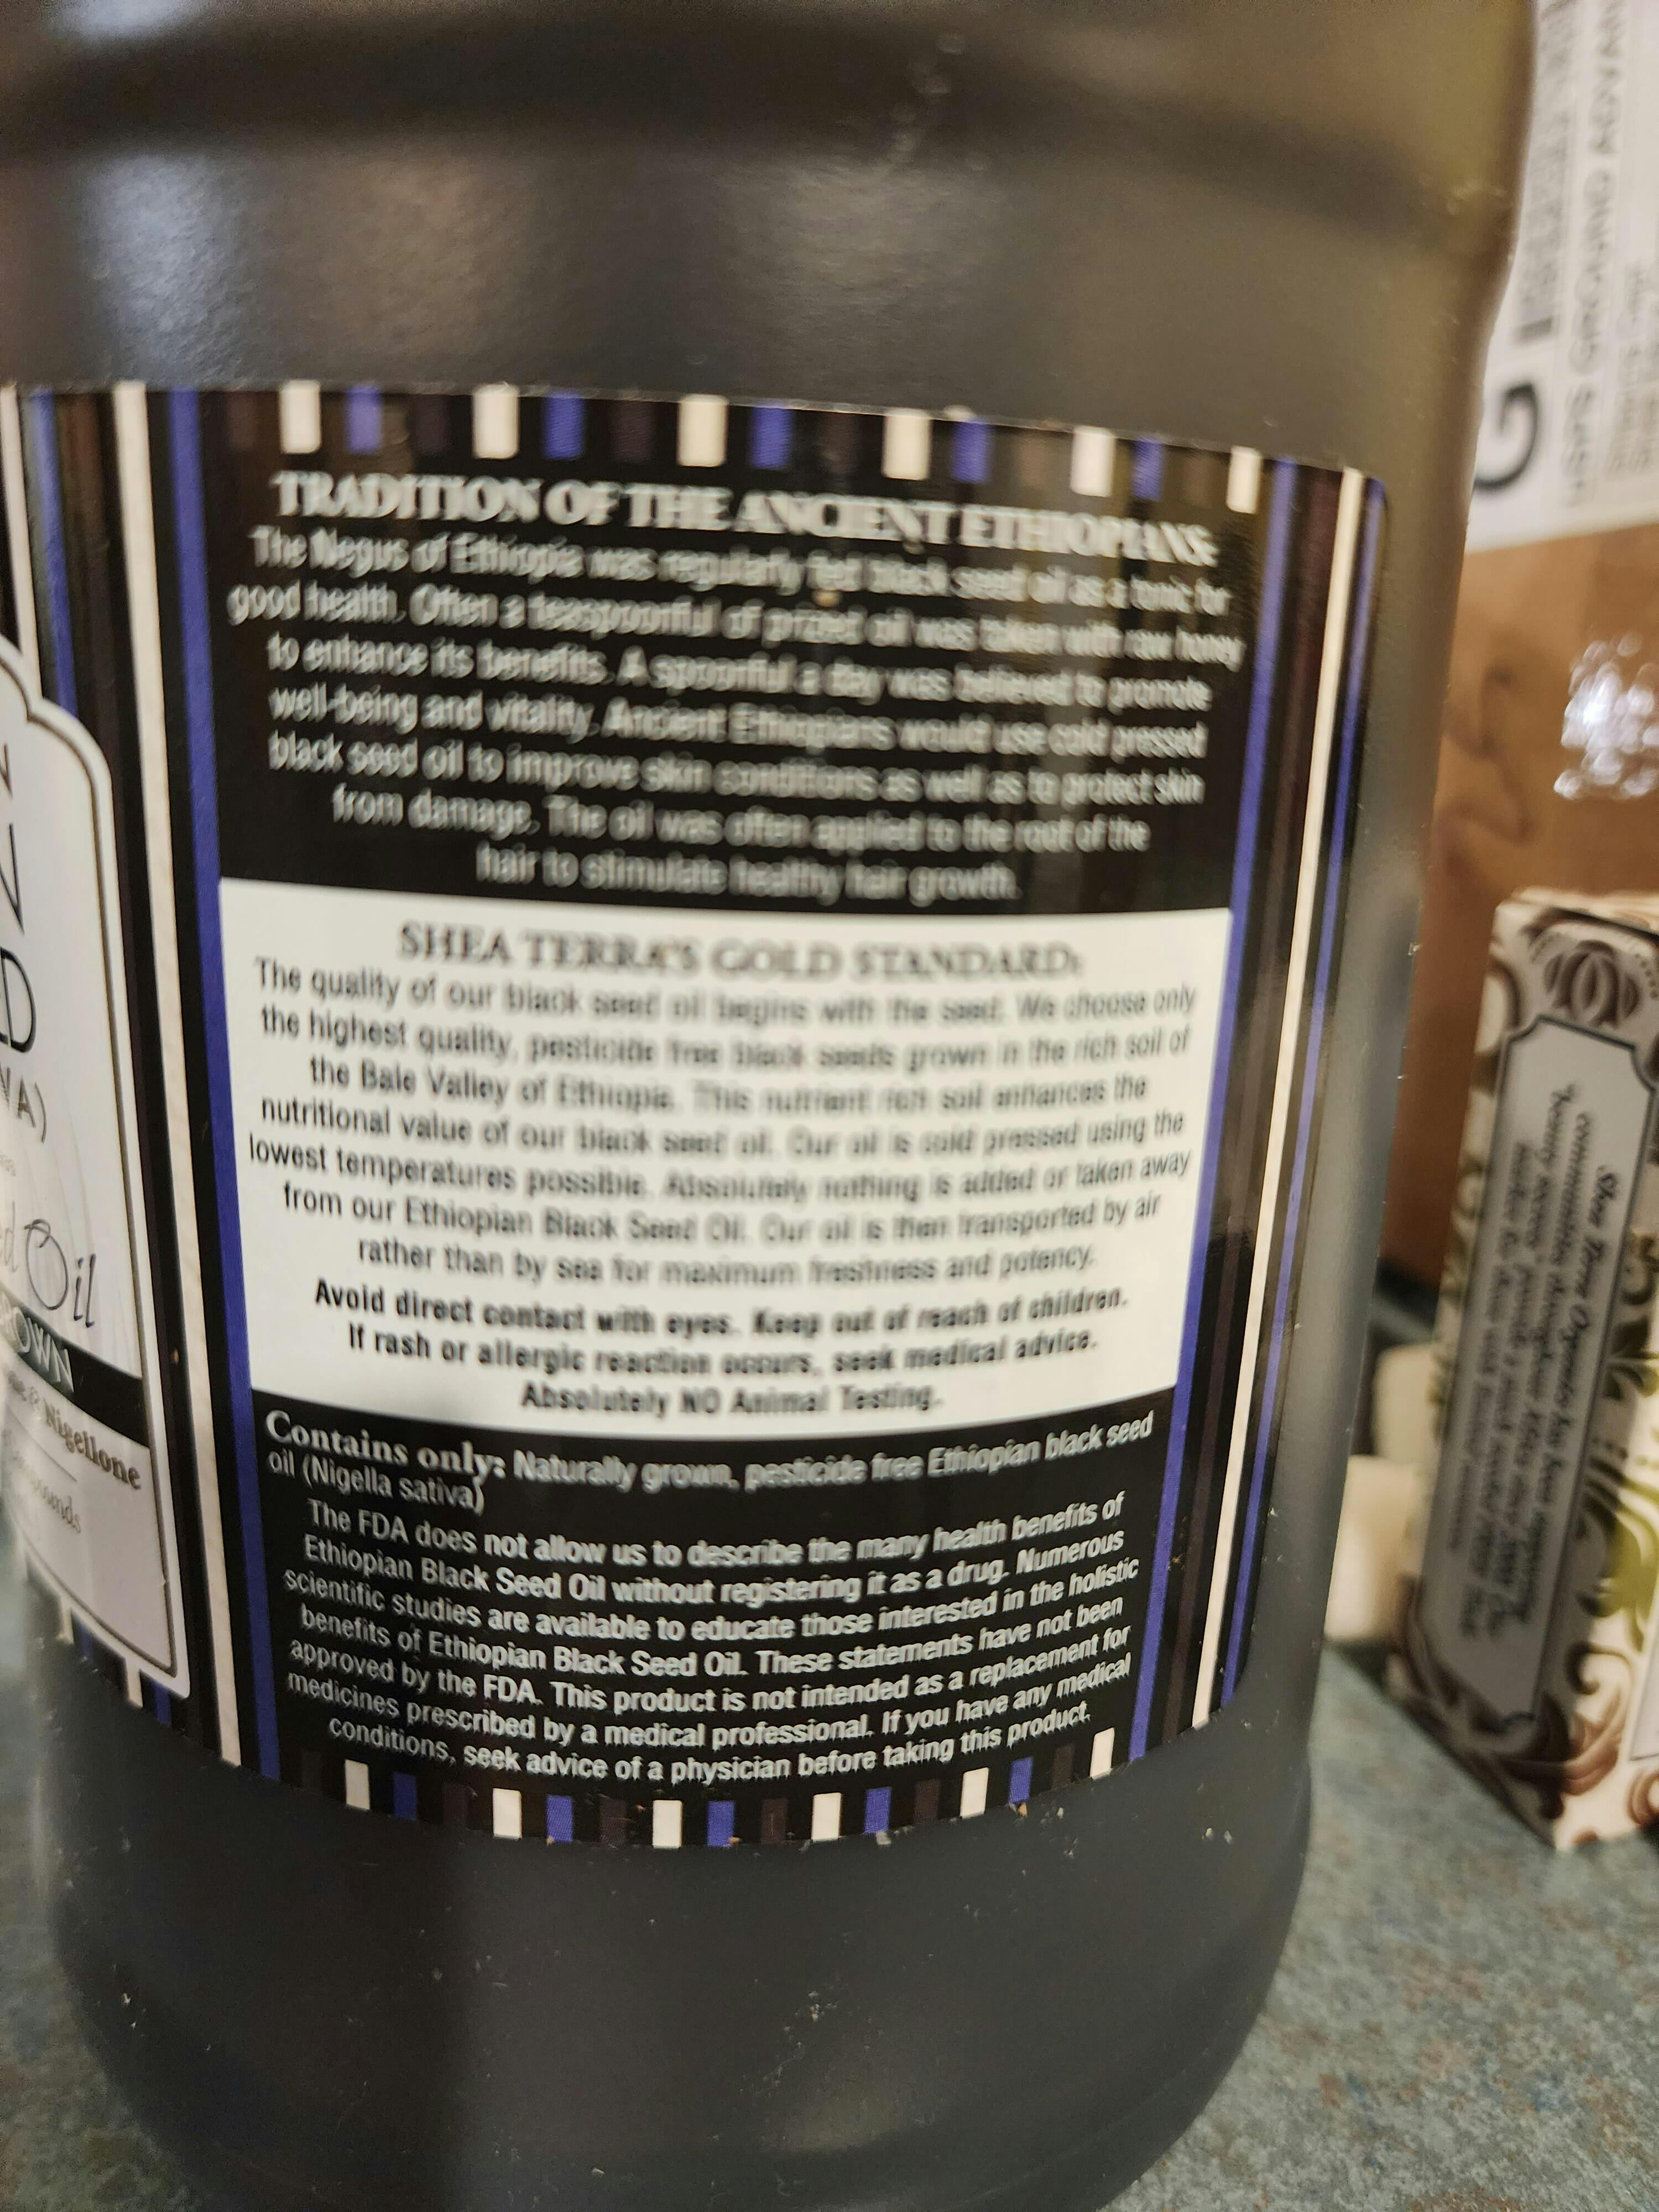 TRADITION OF THE ANCIENT ETHIOPIANS:
The Negus of Ethiopia was regularly fed black seed oil as a tonic for
good health. Often a teaspoonful of prized oil was taken with raw honey
to enhance its benefits. A spoonful a day was believed to promote
well-being and vitality. Ancient Ethiopians would use cold pressed
black seed oil to improve skin conditions as well as to protect skin
from damage. The oil was often applied to the root of the
hair to stimulate healthy hair growth.
SHEA TERRA'S GOLD STANDARD:
The quality of our black seed oil begins with the seed. We choose only
the highest quality, pesticide free black seeds grown in the rich soil of
the Bale Valley of Ethiopia. This nutrient rich soil enhances the
nutritional value of our black seed oil. Our oil is cold pressed using the
lowest temperatures possible. Absolutely nothing is added or taken away
from our Ethiopian Black Seed Oil. Our oil is then transported by air
rather than by sea for maximum freshness and potency.
Avoid direct contact with eyes. Keep out of reach of children.
If rash or allergic reaction occurs, seek medical advice.
Absolutely NO Animal Testing.
Contains only: Naturally grown, pesticide free Ethiopian black seed
oil (Nigella sativa)
The FDA does not allow us to describe the many health benefits of
Ethiopian Black Seed Oil without registering it as a drug. Numerous
scientific studies are available to educate those interested in the holistic
benefits of Ethiopian Black Seed Oil. These statements have not been
approved by the FDA. This product is not intended as a replacement for
medicines prescribed by a medical professional. If you have any medical
conditions, seek advice of a physician before taking this product.
Oil
OWN
& Nigellone